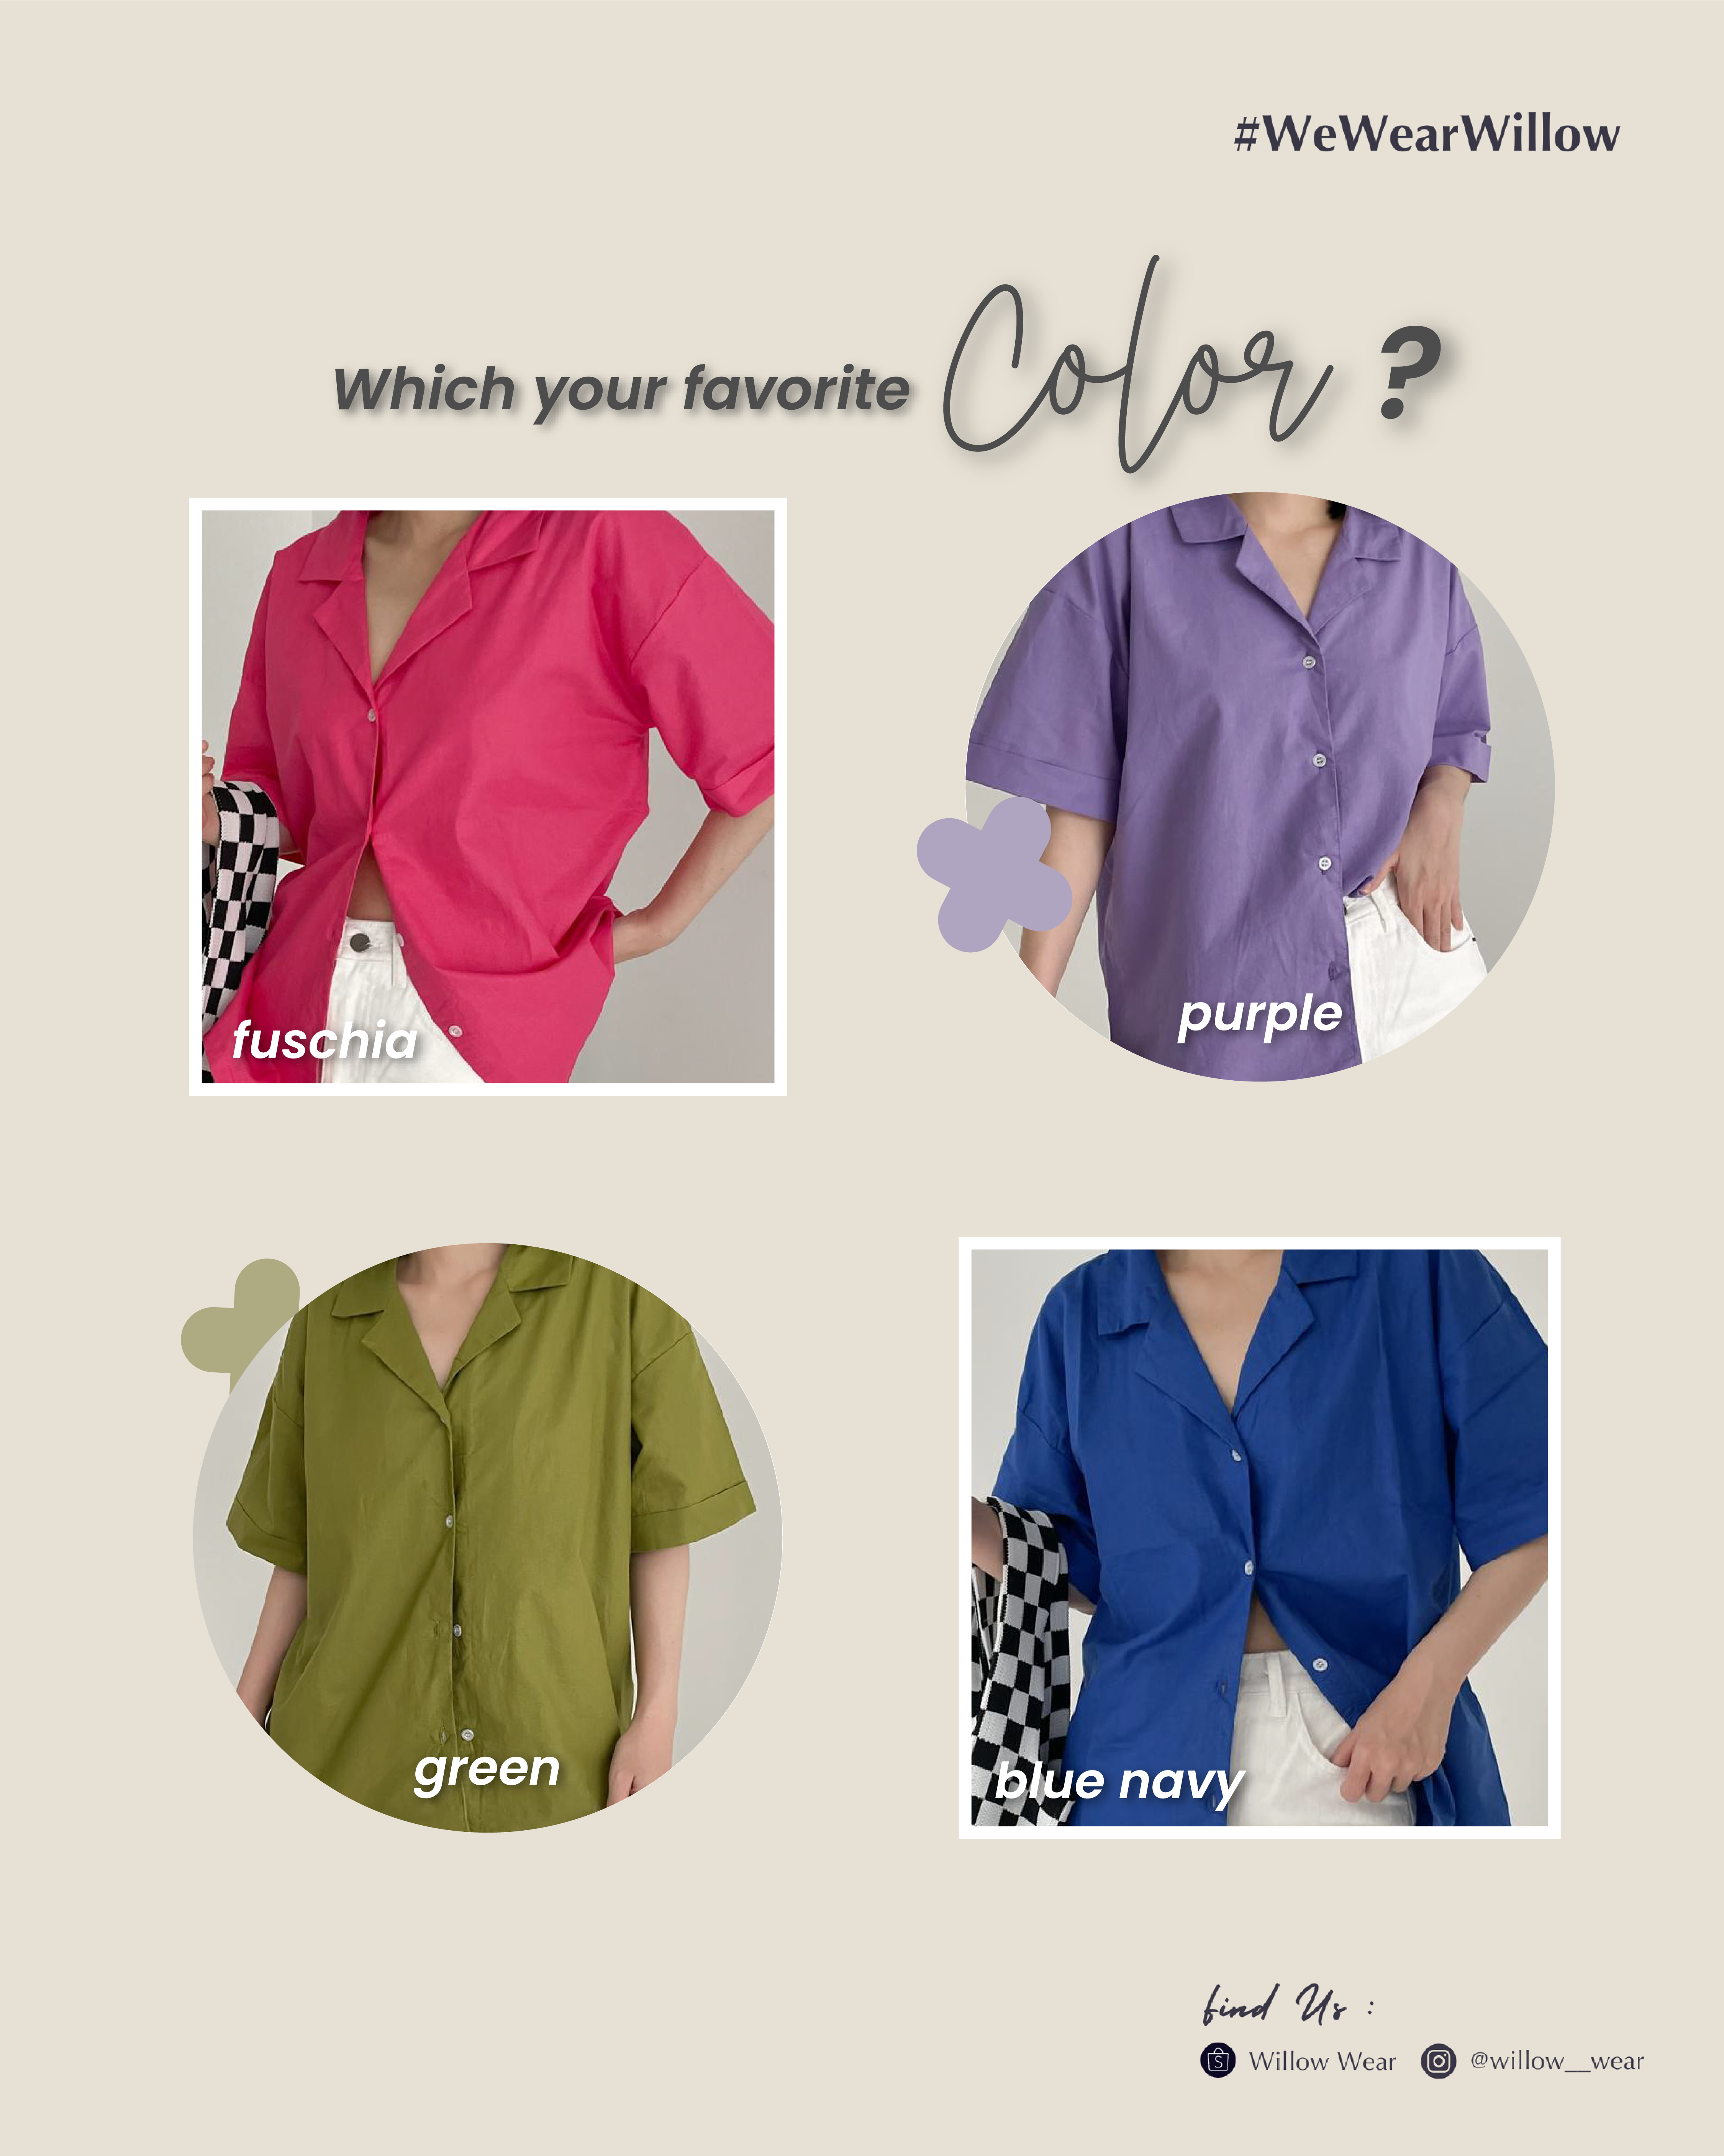 #WeWearWillow
Which your favorite Color ?
fuschia
purple
green
blue navy
find Us :
Willow Wear @willow__wear